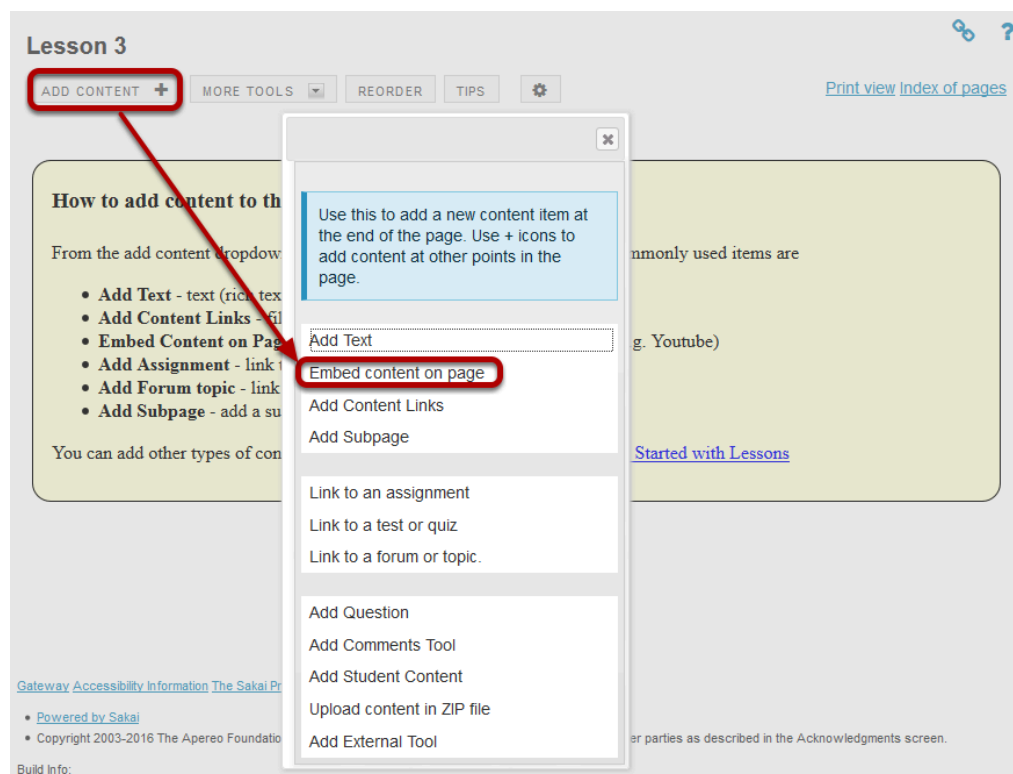 Lesson 3
?
ADD CONTENT +
MORE TOOLS
REORDER
TIPS
Print view Index of pages
How to add content to th
From the add content dropdow
mmonly used items are
• Add Text - text (rich tex
• Add Content Links - fil
• Embed Content on Pag
g. Youtube)
• Add Assignment - link t
• Add Forum topic - link
• Add Subpage - add a su
You can add other types of con
Started with Lessons
Use this to add a new content item at
the end of the page. Use + icons to
add content at other points in the
page.
Add Text
Embed content on page
Add Content Links
Add Subpage
Link to an assignment
Link to a test or quiz
Link to a forum or topic.
Add Question
Add Comments Tool
Add Student Content
Upload content in ZIP file
Add External Tool
Gateway Accessibility Information The Sakai Pr
• Powered by Sakai
• Copyright 2003-2016 The Apereo Foundatio
er parties as described in the Acknowledgments screen.
Build Info: